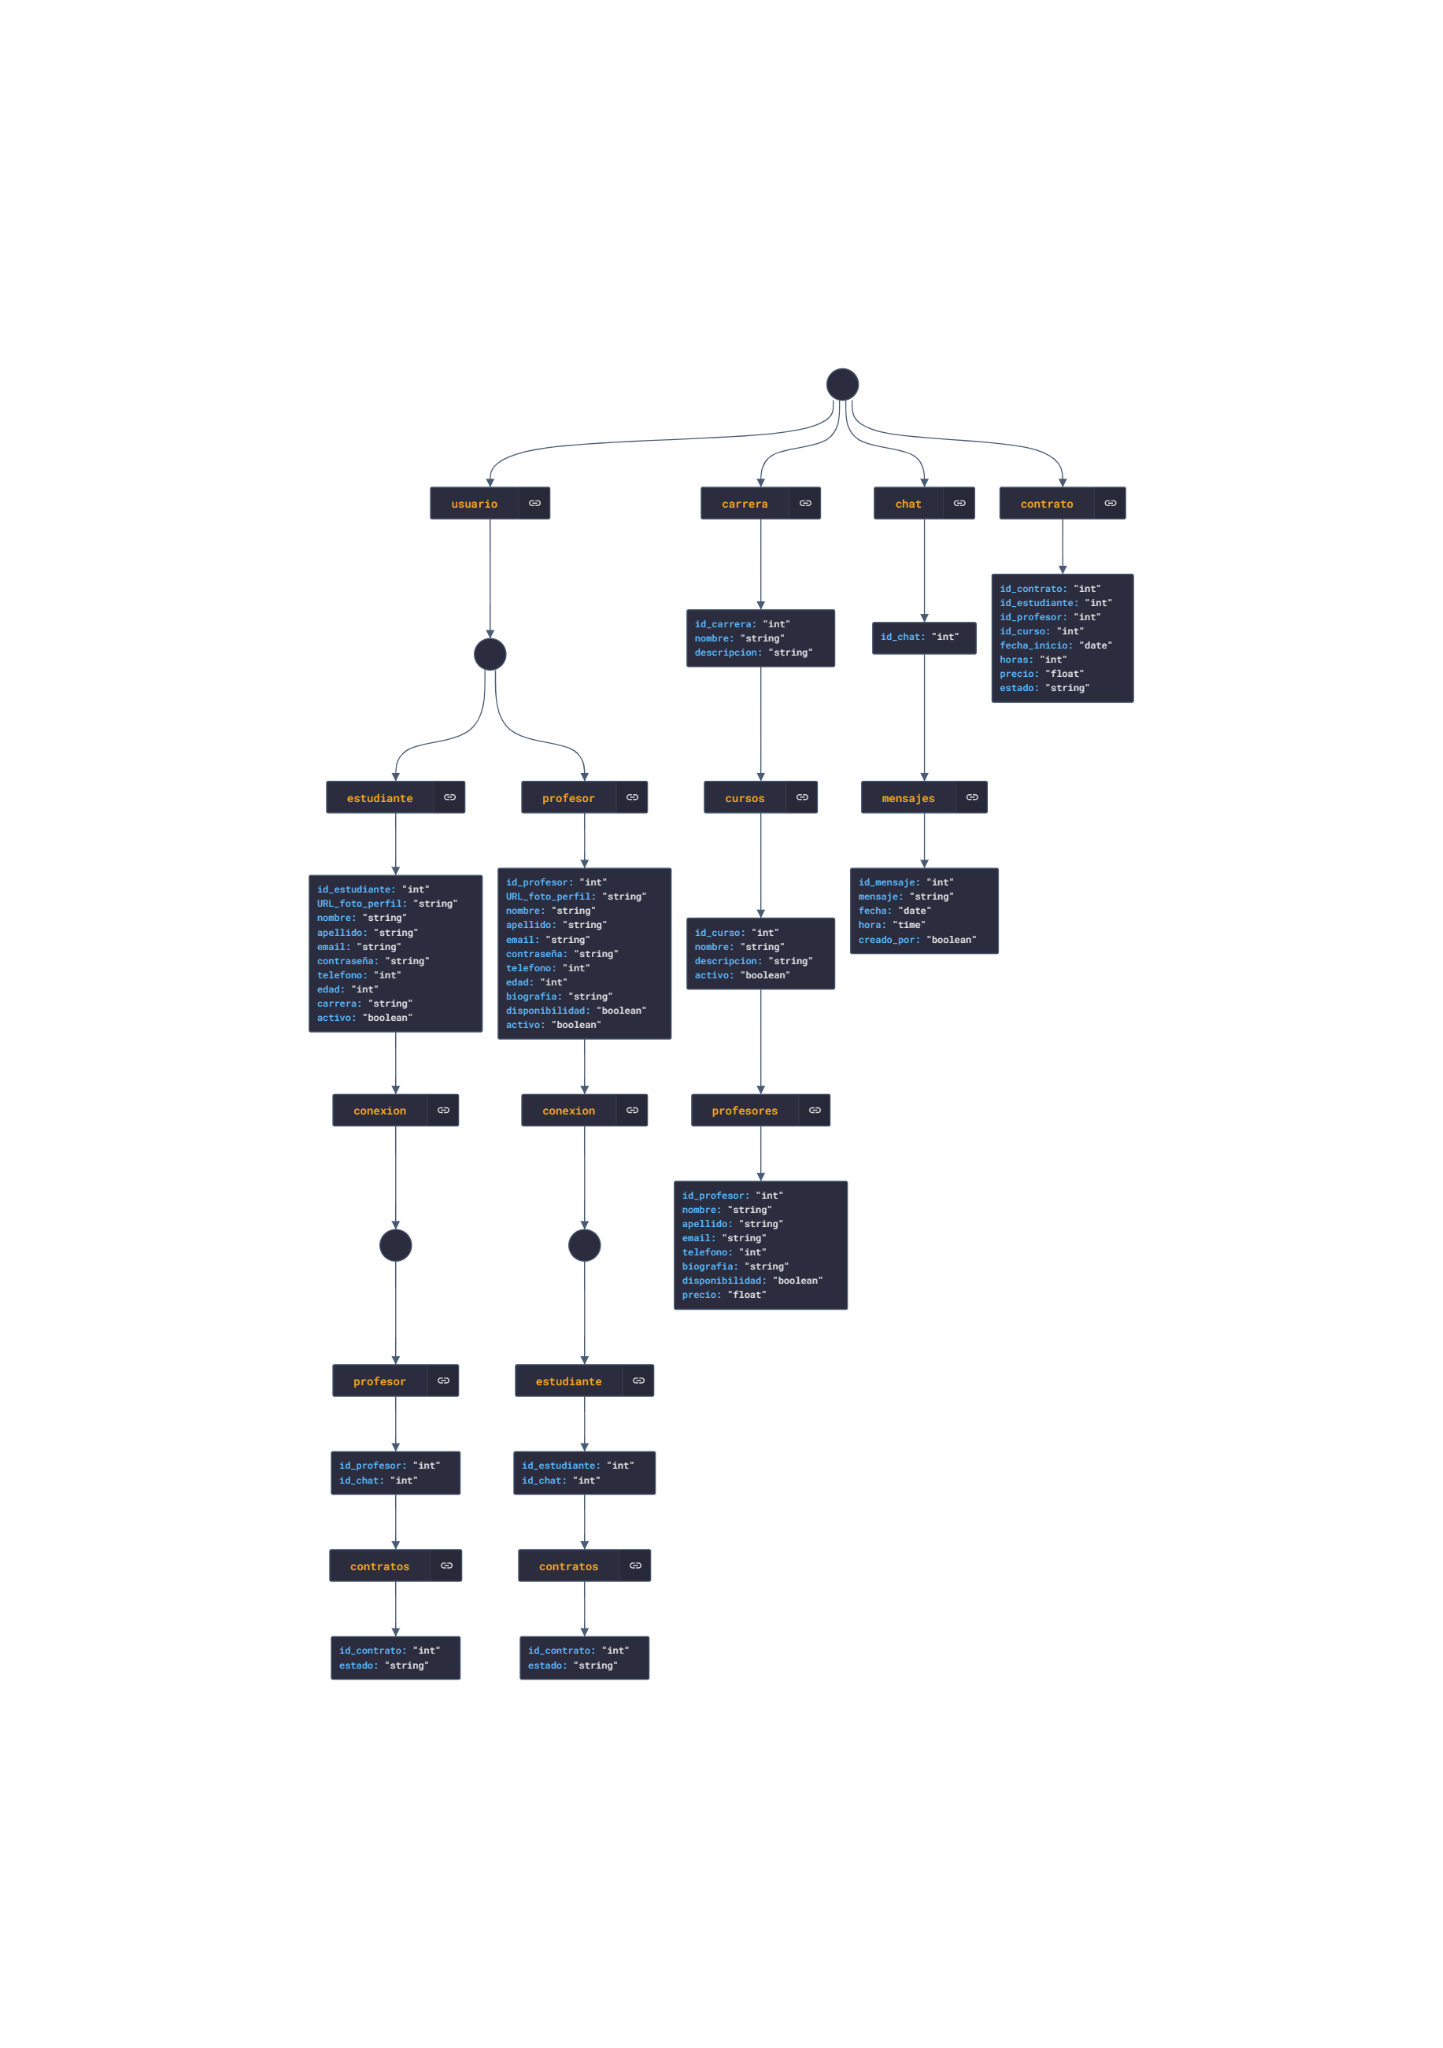 usuario
carrera
chat
contrato
id_contrato: "int"
id_estudiante: "int"
id_profesor: "int"
id_curso: "int"
fecha_inicio: "date"
horas: "int"
precio: "float"
estado: "string"
id_carrera: "int"
nombre: "string"
descripcion: "string"
id_chat: "int"
estudiante
profesor
cursos
mensajes
id_estudiante: "int"
URL_foto_perfil: "string"
nombre: "string"
apellido: "string"
email: "string"
contraseña: "string"
telefono: "int"
edad: "int"
carrera: "string"
activo: "boolean"
id_profesor: "int"
URL_foto_perfil: "string"
nombre: "string"
apellido: "string"
email: "string"
contraseña: "string"
telefono: "int"
edad: "int"
biografia: "string"
disponibilidad: "boolean"
activo: "boolean"
id_curso: "int"
nombre: "string"
descripcion: "string"
activo: "boolean"
id_mensaje: "int"
mensaje: "string"
fecha: "date"
hora: "time"
creado_por: "boolean"
conexion
conexion
profesores
id_profesor: "int"
nombre: "string"
apellido: "string"
email: "string"
telefono: "int"
biografia: "string"
disponibilidad: "boolean"
precio: "float"
profesor
estudiante
id_profesor: "int"
id_chat: "int"
id_estudiante: "int"
id_chat: "int"
contratos
contratos
id_contrato: "int"
estado: "string"
id_contrato: "int"
estado: "string"